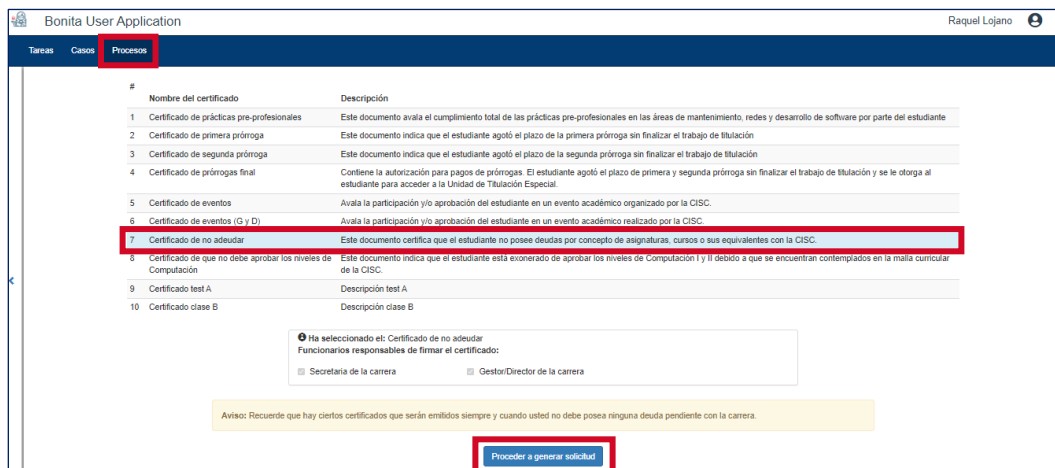 Bonita User Application
Raquel Lojano
Tareas Casos Procesos
#
Nombre del certificado Descripción
1 Certificado de prácticas pre-profesionales Este documento avala el cumplimiento total de las prácticas pre-profesionales en las áreas de mantenimiento, redes y desarrollo de software por parte del estudiante
2 Certificado de primera prórroga Este documento indica que el estudiante agotó el plazo de la primera prórroga sin finalizar el trabajo de titulación
3 Certificado de segunda prórroga Este documento indica que el estudiante agotó el plazo de la segunda prórroga sin finalizar el trabajo de titulación
4 Certificado de prórrogas final Contiene la autorización para pagos de prórrogas. El estudiante agotó el plazo de primera y segunda prórroga sin finalizar el trabajo de titulación y se le otorga al
estudiante para acceder a la Unidad de Titulación Especial.
5 Certificado de eventos Avala la participación y/o aprobación del estudiante en un evento académico organizado por la CISC.
6 Certificado de eventos (G y D) Avala la participación y/o aprobación del estudiante en un evento académico realizado por la CISC.
7 Certificado de no adeudar Este documento certifica que el estudiante no posee deudas por concepto de asignaturas, cursos o sus equivalentes con la CISC.
8 Certificado de que no debe aprobar los niveles de Este documento indica que el estudiante está exonerado de aprobar los niveles de Computación I y II debido a que se encuentran contemplados en la malla curricular
Computación de la CISC.
9 Certificado test A Descripción test A
10 Certificado clase B Descripción clase B
Ha seleccionado el: Certificado de no adeudar
Funcionarios responsables de firmar el certificado:
Secretaria de la carrera Gestor/Director de la carrera
Aviso: Recuerde que hay ciertos certificados que serán emitidos siempre y cuando usted no debe posea ninguna deuda pendiente con la carrera.
Proceder a generar solicitud